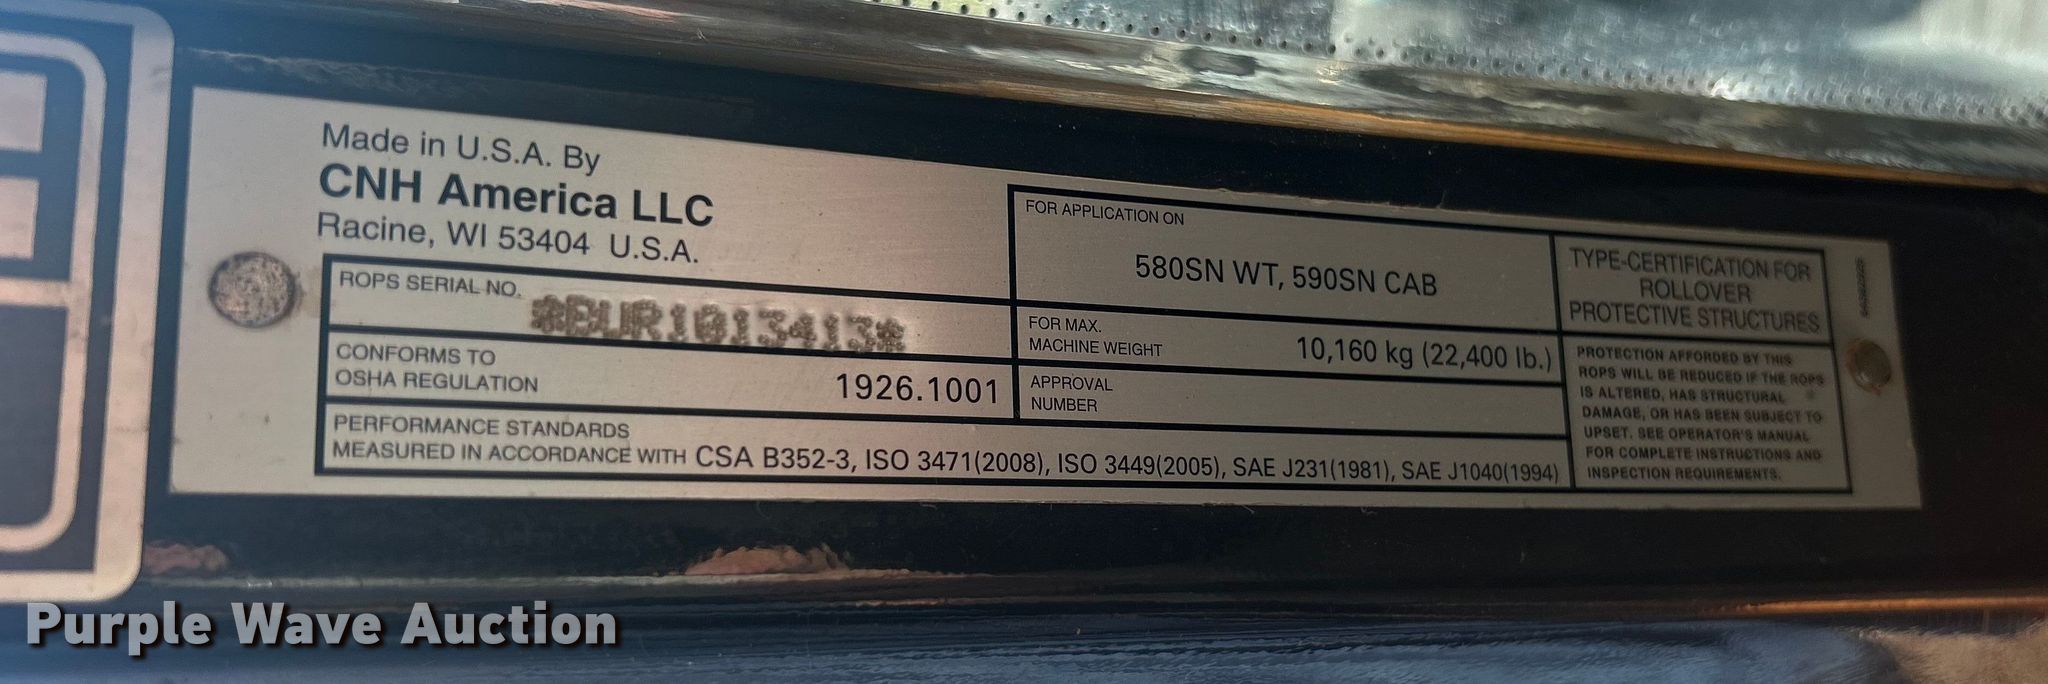 Made in U.S.A. By
CNH America LLC
Racine, WI 53404 U.S.A.
ROPS SERIAL NO.
*BUR1013413*
CONFORMS TO
OSHA REGULATION
1926.1001
PERFORMANCE STANDARDS
MEASURED IN ACCORDANCE WITH CSA B352-3, ISO 3471(2008), ISO 3449(2005), SAE J231(1981), SAE J1040(1994)
FOR APPLICATION ON
580SN WT, 590SN CAB
FOR MAX.
MACHINE WEIGHT
10,160 kg (22,400 lb.)
APPROVAL
NUMBER
TYPE-CERTIFICATION FOR
ROLLOVER
PROTECTIVE STRUCTURES
PROTECTION AFFORDED BY THIS
ROPS WILL BE REDUCED IF THE ROPS
IS ALTERED, HAS STRUCTURAL
DAMAGE, OR HAS BEEN SUBJECT TO
UPSET. SEE OPERATOR'S MANUAL
FOR COMPLETE INSTRUCTIONS AND
INSPECTION REQUIREMENTS.
Purple Wave Auction